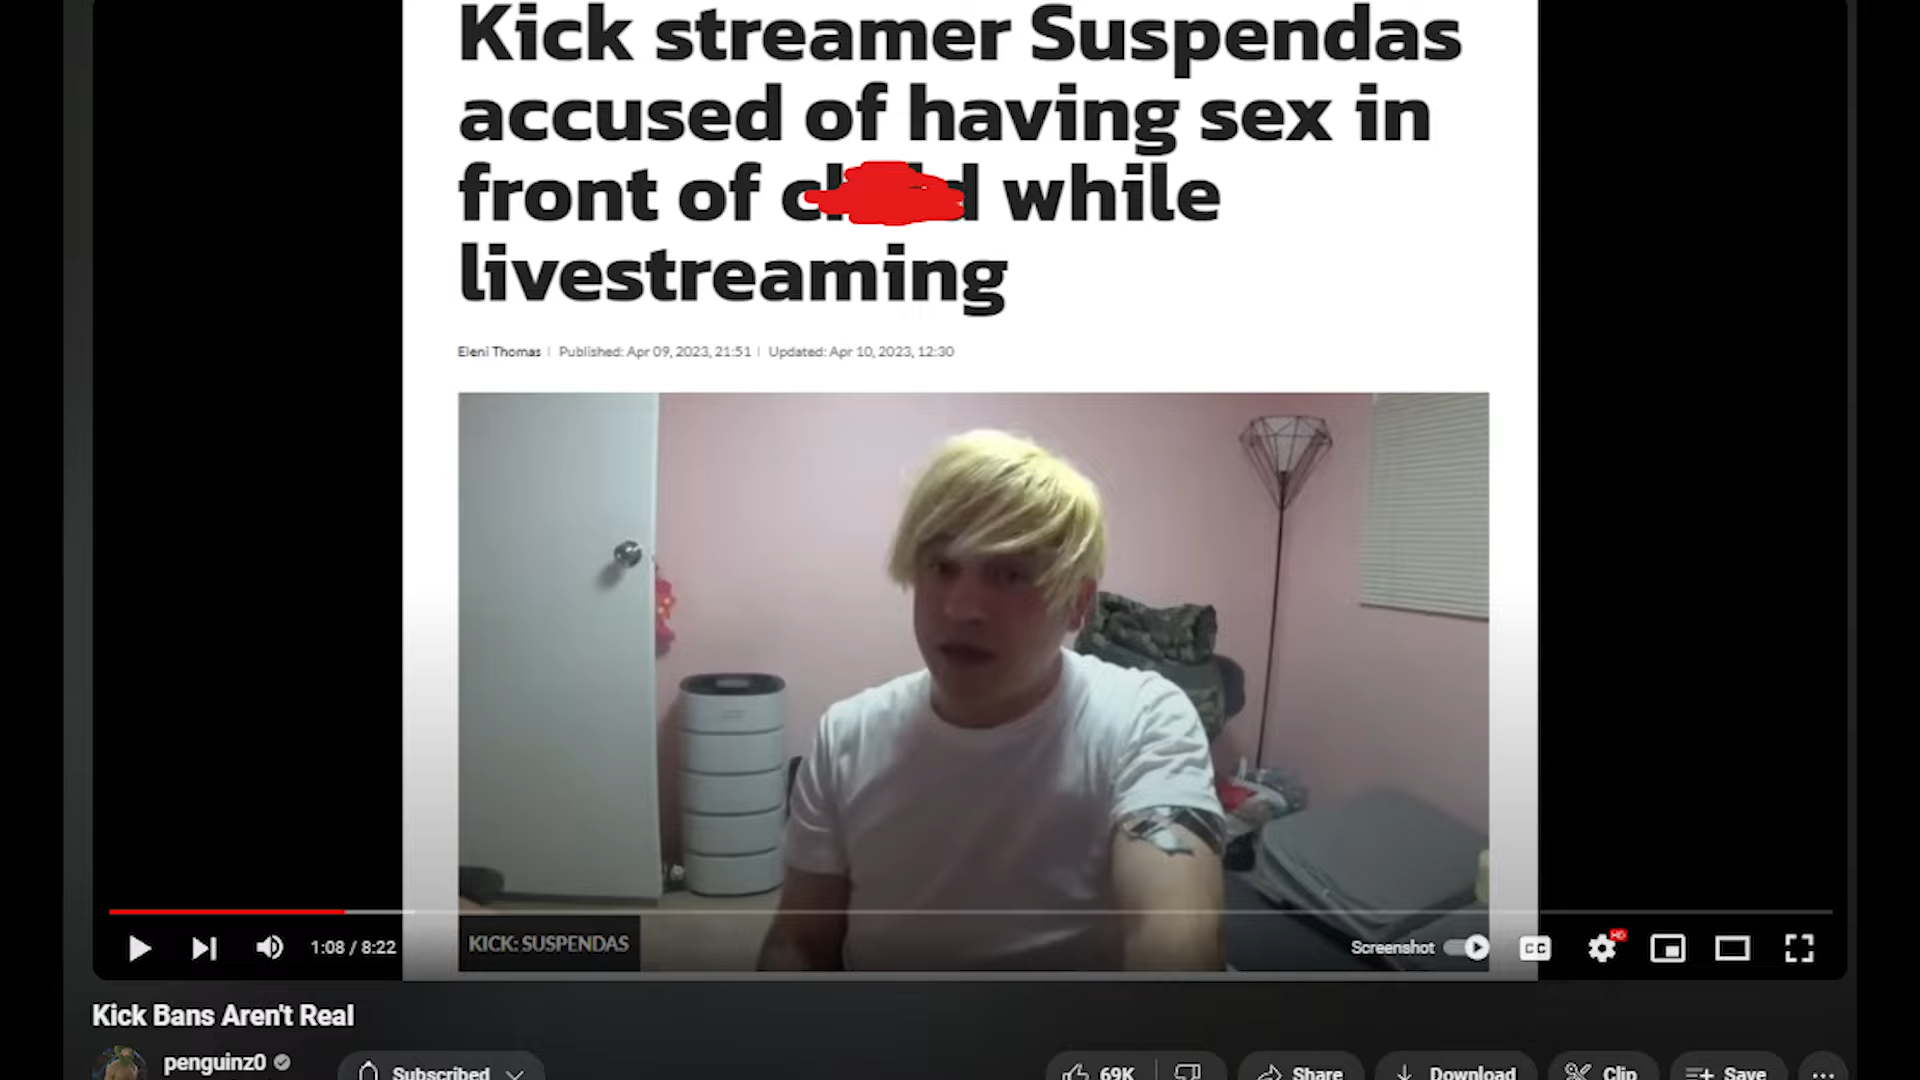 Kick streamer Suspendas
accused of having sex in
front of while
livestreaming
Eleni Thomas | Published: Apr 09, 2023, 21:51 | Updated: Apr 10, 2023, 12:30
KICK: SUSPENDAS
1:08 / 8:22
Screenshot
CC
HD
Kick Bans Aren't Real
penguinz0
Subscribed
69K
Share
Download
Clip
Save